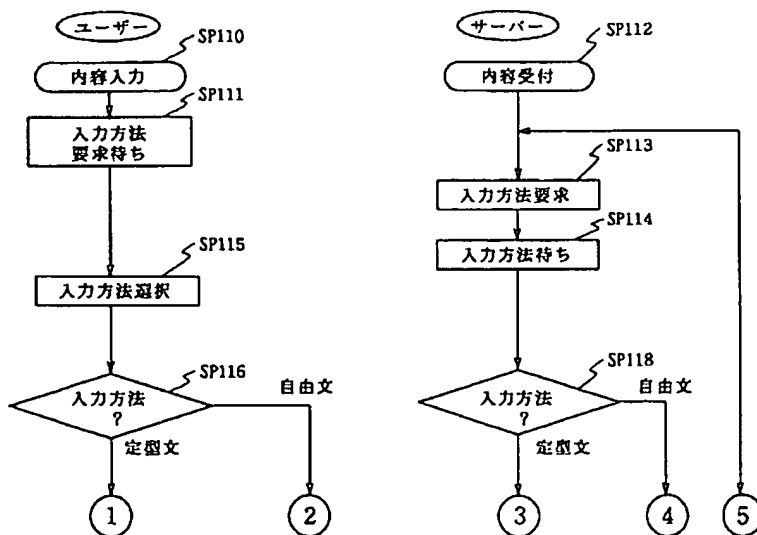 ユーザー
SP110
内容入力
SP111
入力方法
要求待ち
SP115
入力方法選択
SP116
入力方法
?
自由文
定型文
1
2
サーバー
SP112
内容受付
SP113
入力方法要求
SP114
入力方法待ち
SP118
入力方法
?
自由文
定型文
3
4
5